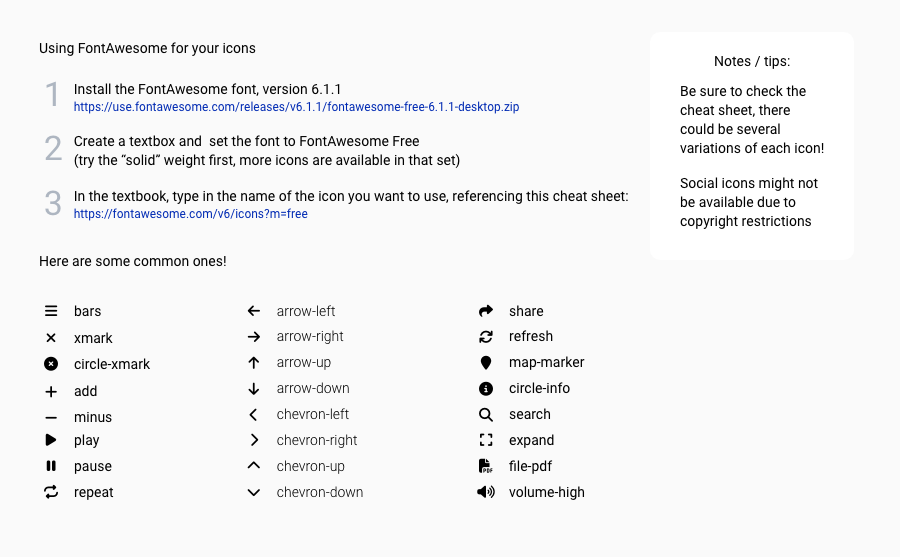 Using FontAwesome for your icons
1 Install the FontAwesome font, version 6.1.1
https://use.fontawesome.com/releases/v6.1.1/fontawesome-free-6.1.1-desktop.zip
2 Create a textbox and  set the font to FontAwesome Free
(try the “solid” weight first, more icons are available in that set)
3 In the textbook, type in the name of the icon you want to use, referencing this cheat sheet:
https://fontawesome.com/v6/icons?m=free
Notes / tips:
Be sure to check the
cheat sheet, there
could be several
variations of each icon!
Social icons might not
be available due to
copyright restrictions
Here are some common ones!
bars
xmark
circle-xmark
add
minus
play
pause
repeat
arrow-left
arrow-right
arrow-up
arrow-down
chevron-left
chevron-right
chevron-up
chevron-down
share
refresh
map-marker
circle-info
search
expand
PDF file-pdf
volume-high